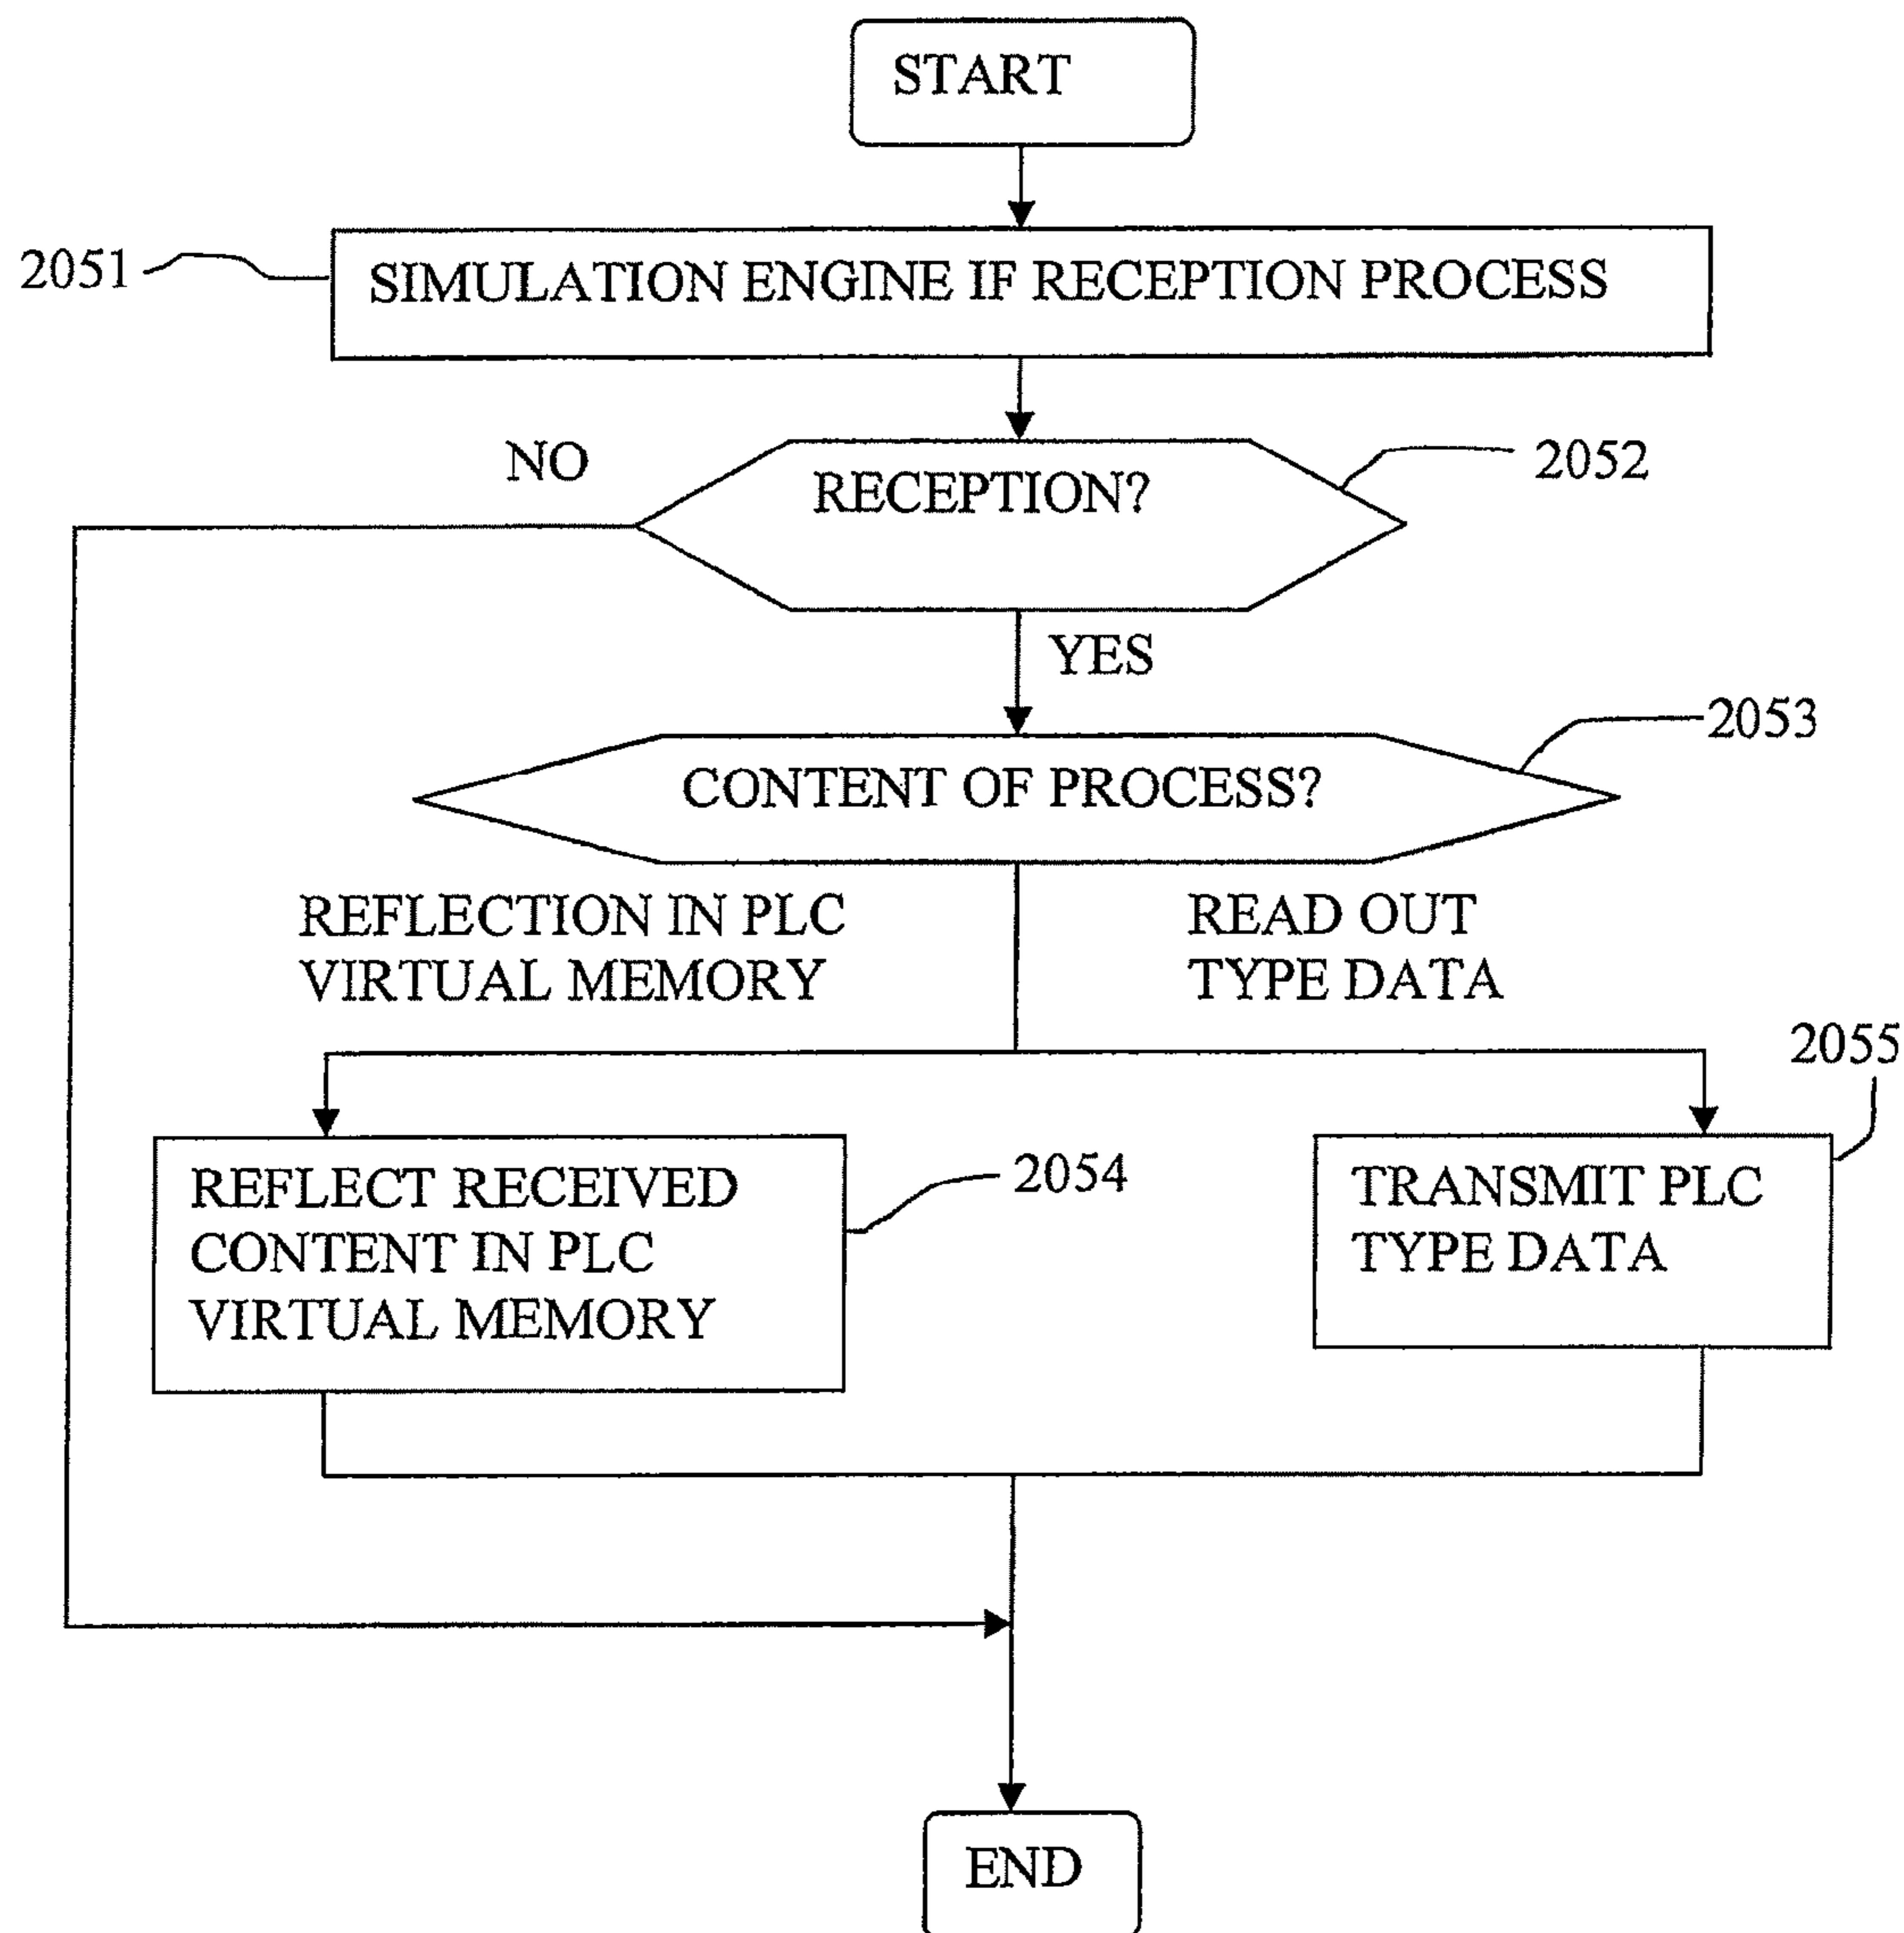 START
2051
SIMULATION ENGINE IF RECEPTION PROCESS
NO
RECEPTION?
2052
YES
2053
CONTENT OF PROCESS?
REFLECTION IN PLC
VIRTUAL MEMORY
READ OUT
TYPE DATA
2055
REFLECT RECEIVED
CONTENT IN PLC
VIRTUAL MEMORY
2054
TRANSMIT PLC
TYPE DATA
END